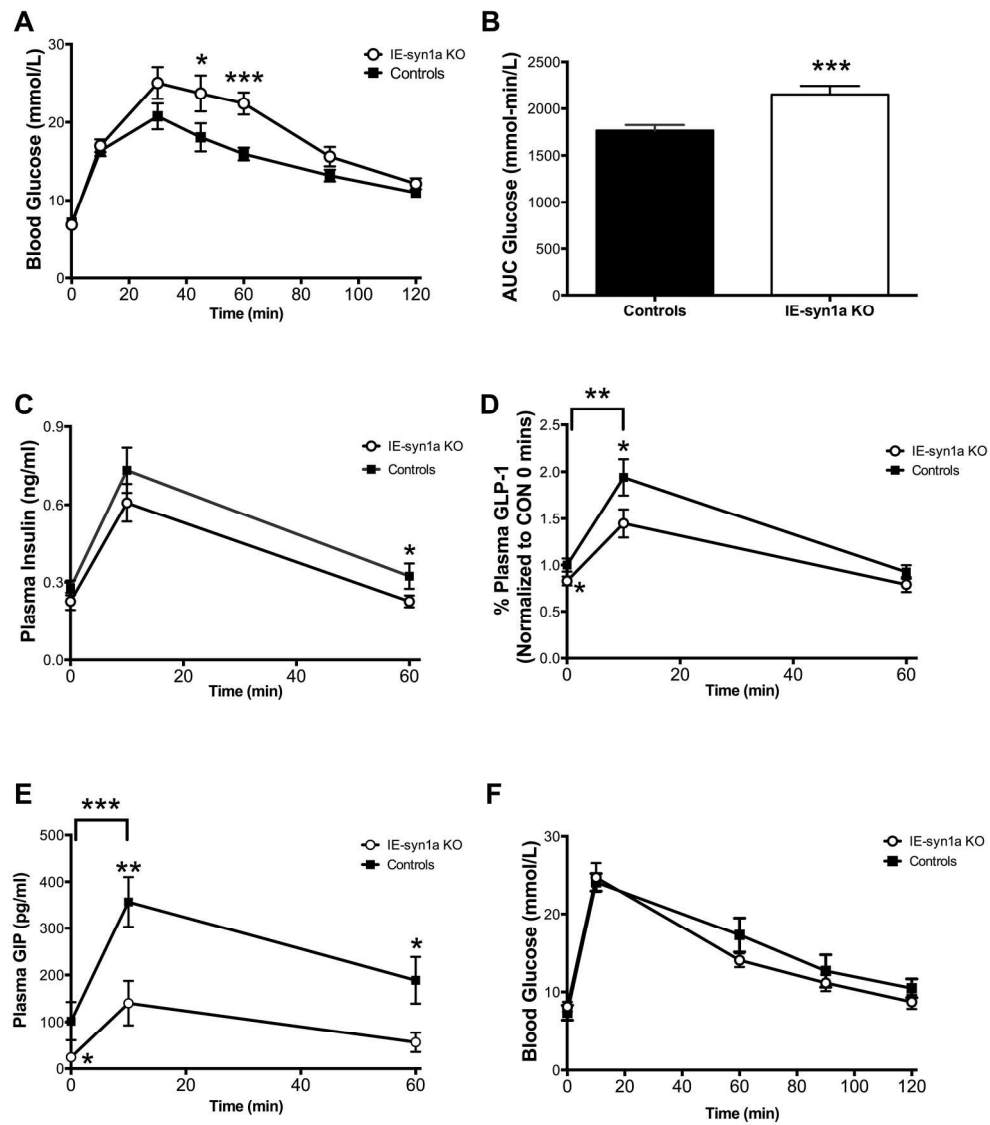 A
Blood Glucose (mmol/L)
30
20
10
0
0 20 40 60 80 100 120
Time (min)
* ***
IE-syn1a KO
Controls
B
AUC Glucose (mmol-min/L)
2500
2000
1500
1000
500
0
***
Controls IE-syn1a KO
C
Plasma Insulin (ng/ml)
0.9
0.6
0.3
0.0
0 20 40 60
Time (min)
*
IE-syn1a KO
Controls
D
% Plasma GLP-1
(Normalized to CON 0 mins)
2.5
2.0
1.5
1.0
0.5
0.0
0 20 40 60
Time (min)
**
*
*
IE-syn1a KO
Controls
E
Plasma GIP (pg/ml)
500
400
300
200
100
0
0 20 40 60
Time (min)
***
**
*
*
IE-syn1a KO
Controls
F
Blood Glucose (mmol/L)
30
20
10
0
0 20 40 60 80 100 120
Time (min)
IE-syn1a KO
Controls